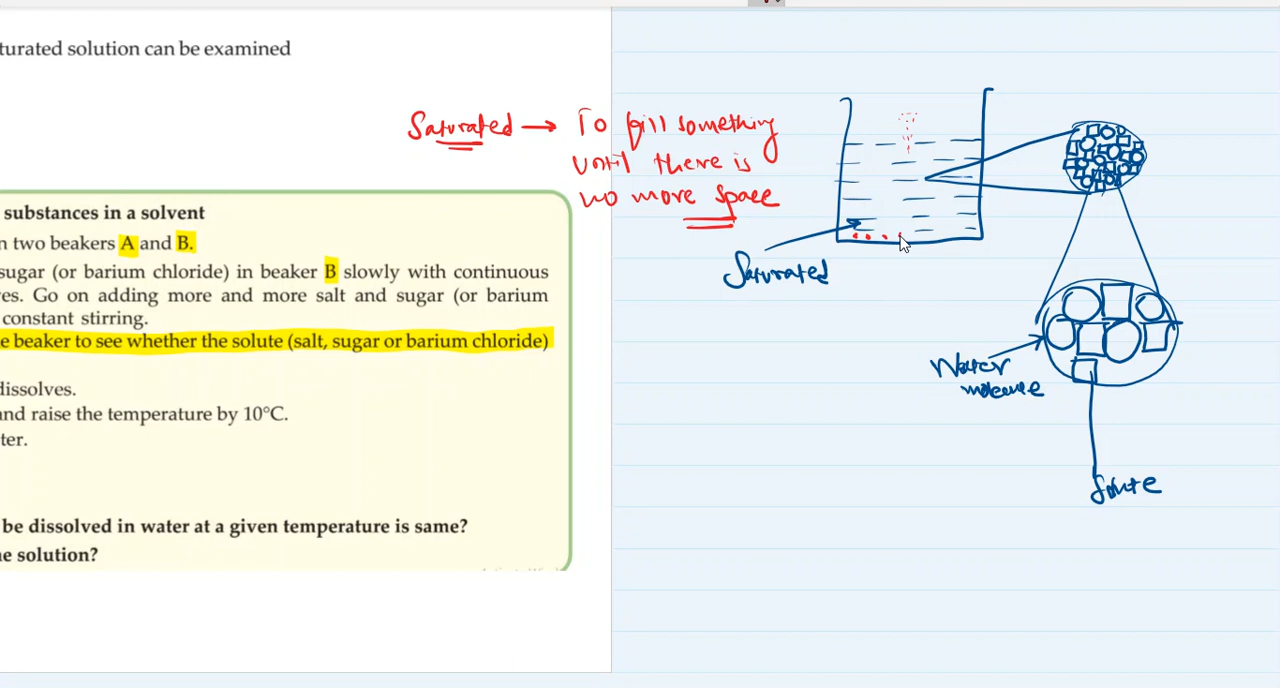 turated solution can be examined
Saturated → To fill something
until there is
no more space
substances in a solvent
n two beakers A and B.
sugar (or barium chloride) in beaker B slowly with continuous
es. Go on adding more and more salt and sugar (or barium
constant stirring.
e beaker to see whether the solute (salt, sugar or barium chloride)
dissolves.
and raise the temperature by 10°C.
ter.
be dissolved in water at a given temperature is same?
e solution?
Saturated
Water
Solute